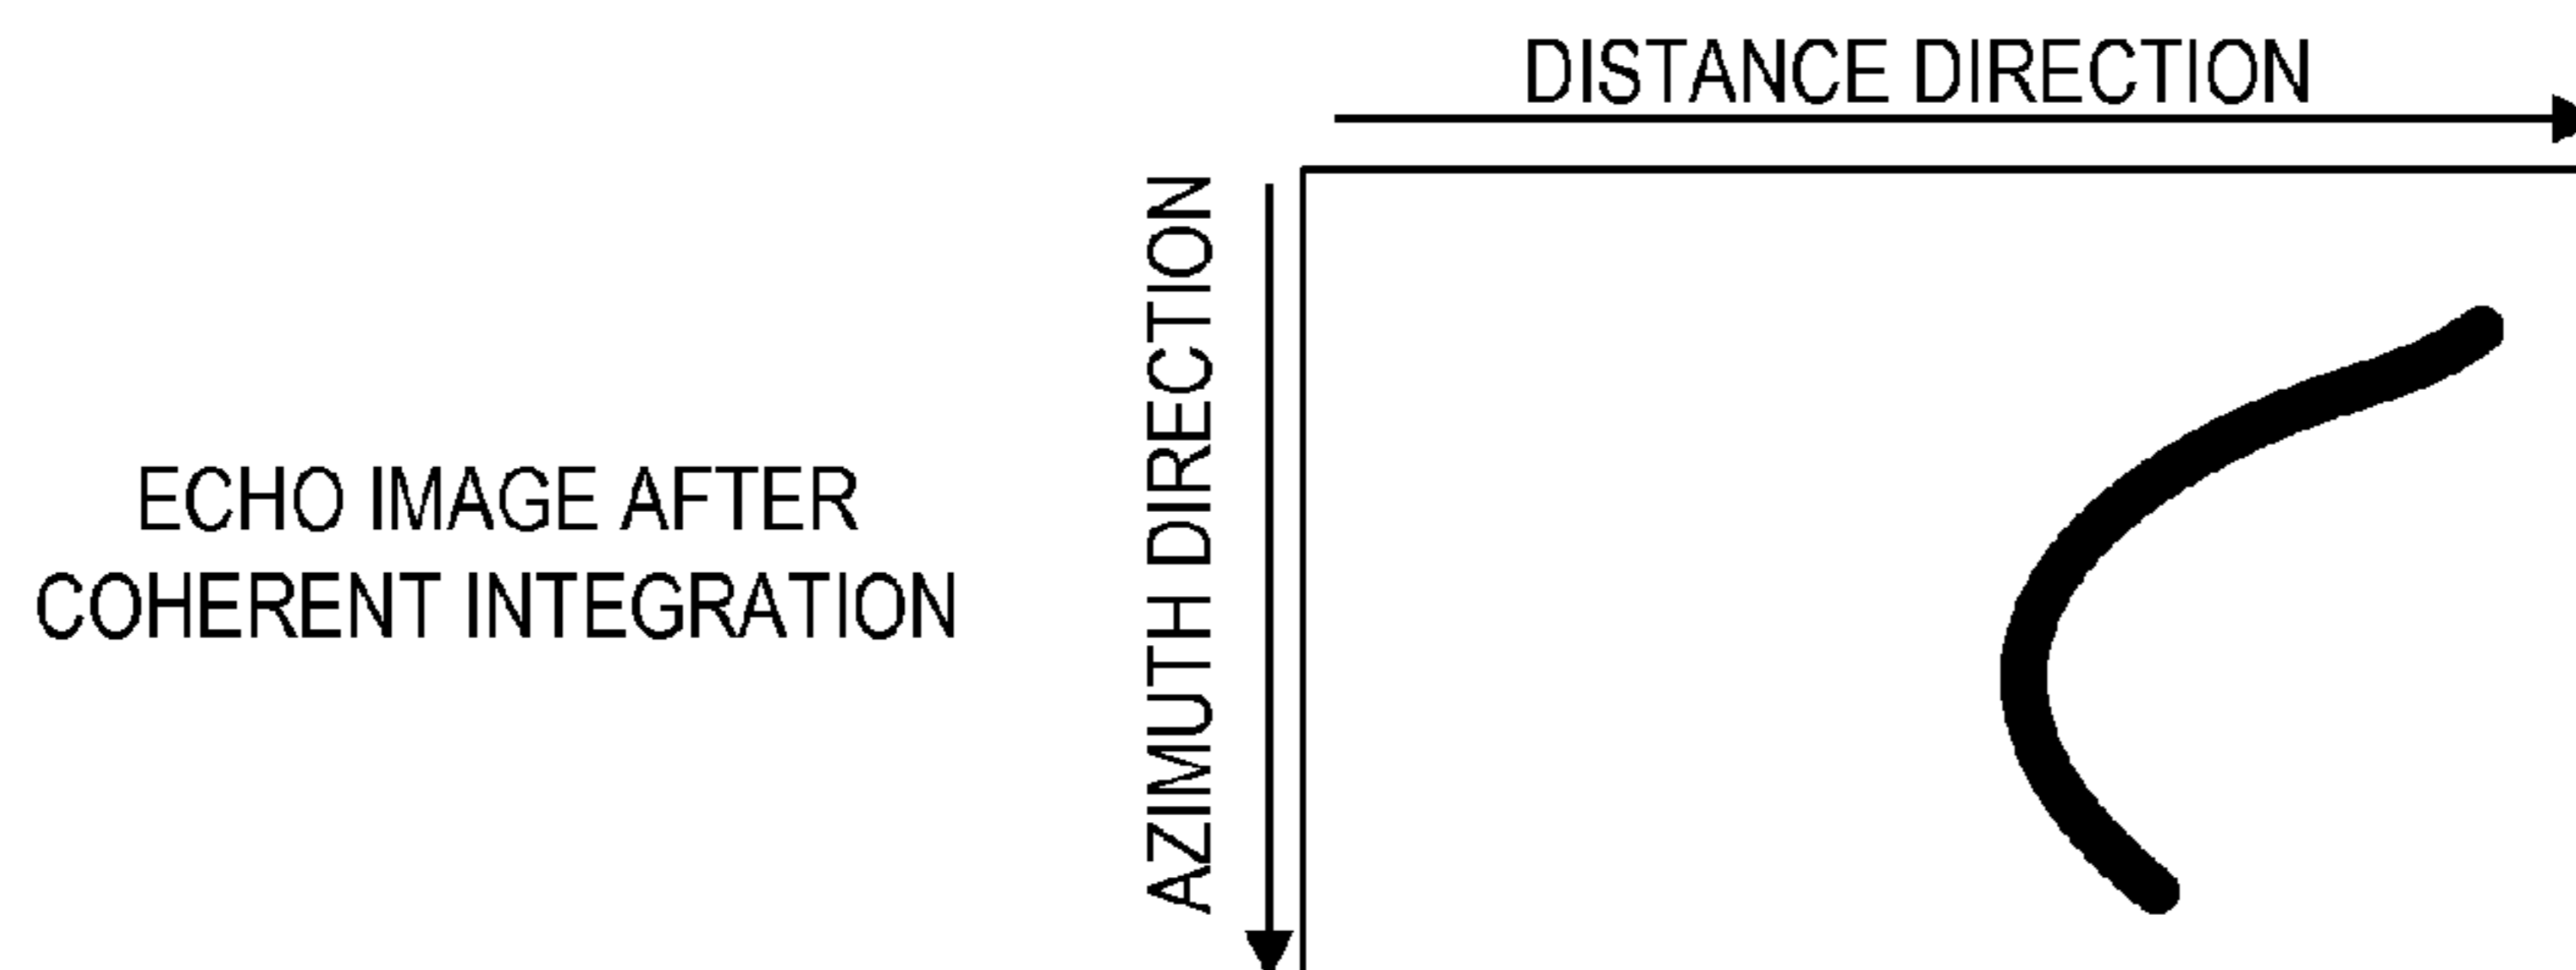 DISTANCE DIRECTION
AZIMUTH DIRECTION
ECHO IMAGE AFTER
COHERENT INTEGRATION